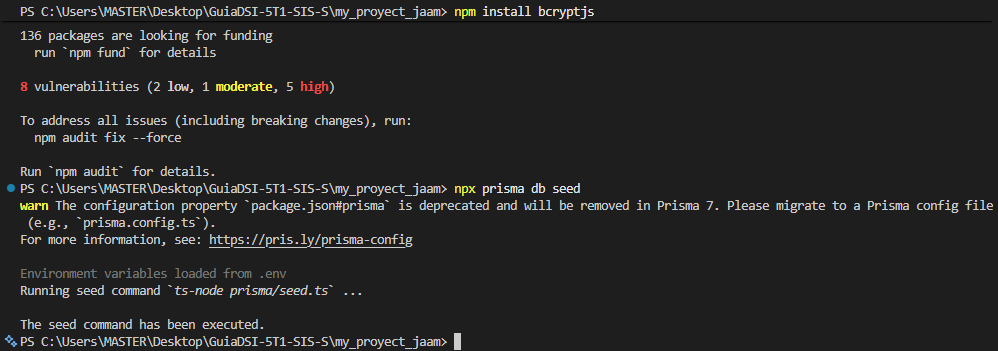 PS C:\Users\MASTER\Desktop\GuiaDSI-5T1-SIS-S\my_proyect_jaam> npm install bcryptjs
136 packages are looking for funding
  run `npm fund` for details
8 vulnerabilities (2 low, 1 moderate, 5 high)
To address all issues (including breaking changes), run:
  npm audit fix --force
Run `npm audit` for details.
PS C:\Users\MASTER\Desktop\GuiaDSI-5T1-SIS-S\my_proyect_jaam> npx prisma db seed
warn The configuration property `package.json#prisma` is deprecated and will be removed in Prisma 7. Please migrate to a Prisma config file
 (e.g., `prisma.config.ts`).
For more information, see: https://pris.ly/prisma-config
Environment variables loaded from .env
Running seed command `ts-node prisma/seed.ts` ...
The seed command has been executed.
PS C:\Users\MASTER\Desktop\GuiaDSI-5T1-SIS-S\my_proyect_jaam>